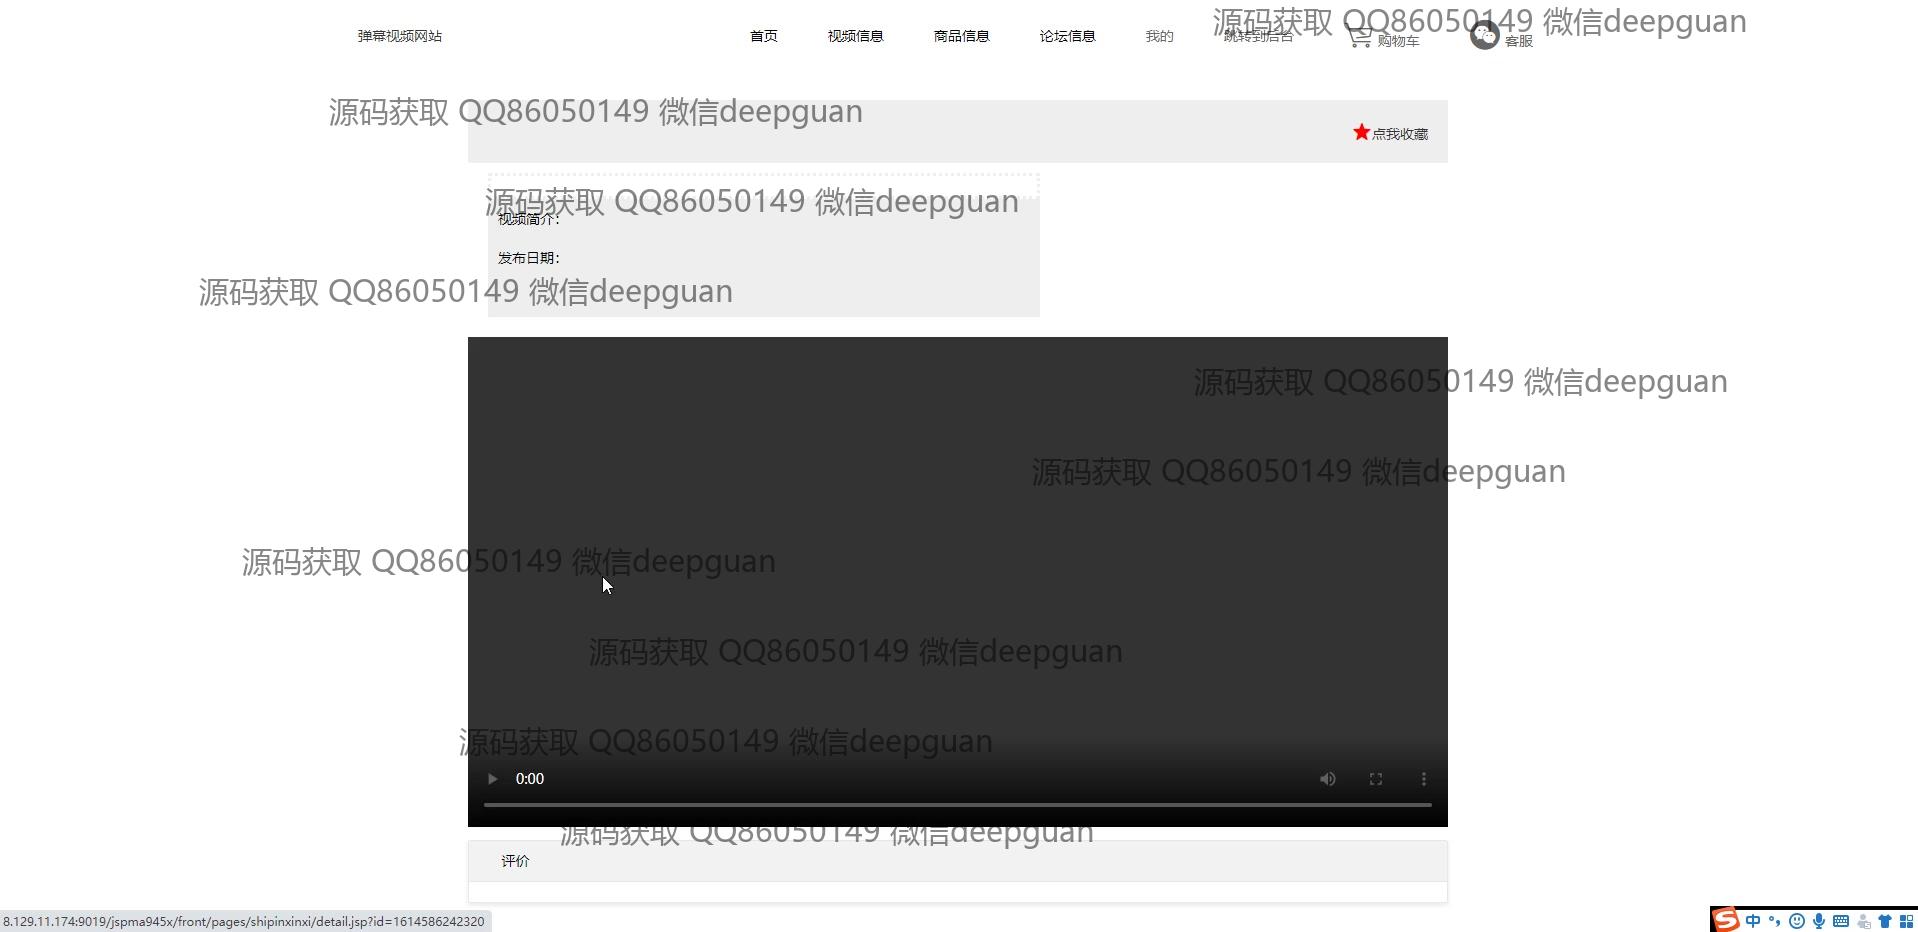 弹幕视频网站 首页 视频信息 商品信息 论坛信息 我的 跳转到后台 购物车 客服
源码获取 QQ86050149 微信deepguan
源码获取 QQ86050149 微信deepguan
点我收藏
源码获取 QQ86050149 微信deepguan
视频简介：
发布日期：
源码获取 QQ86050149 微信deepguan
源码获取 QQ86050149 微信deepguan
源码获取 QQ86050149 微信deepguan
源码获取 QQ86050149 微信deepguan
源码获取 QQ86050149 微信deepguan
源码获取 QQ86050149 微信deepguan
0:00
源码获取 QQ86050149 微信deepguan
评价
8.129.11.174:9019/jspma945x/front/pages/shipinxinxi/detail.jsp?id=1614586242320
S 中